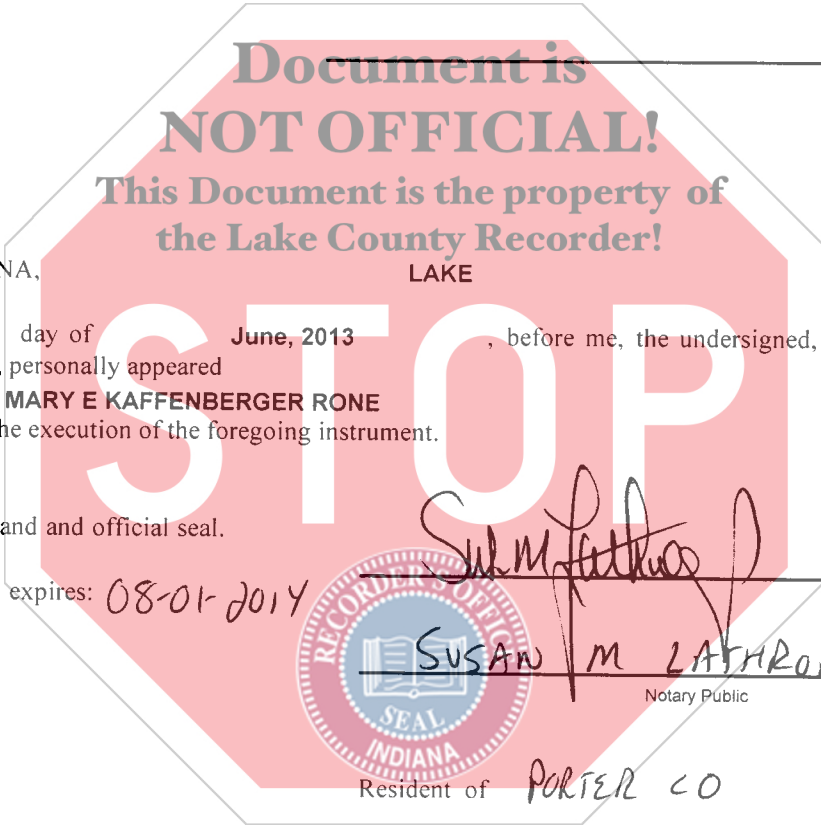 Document is
NOT OFFICIAL!
This Document is the property of
the Lake County Recorder!
NA, LAKE
day of June, 2013 , before me, the undersigned,
, personally appeared
MARY E KAFFENBERGER RONE
he execution of the foregoing instrument.
STOP
and and official seal.
expires: 08-01-2014
RECORDER'S OFFICE
SEAL
INDIANA
SUSAN M LATHROP
Notary Public
Resident of PORTER CO